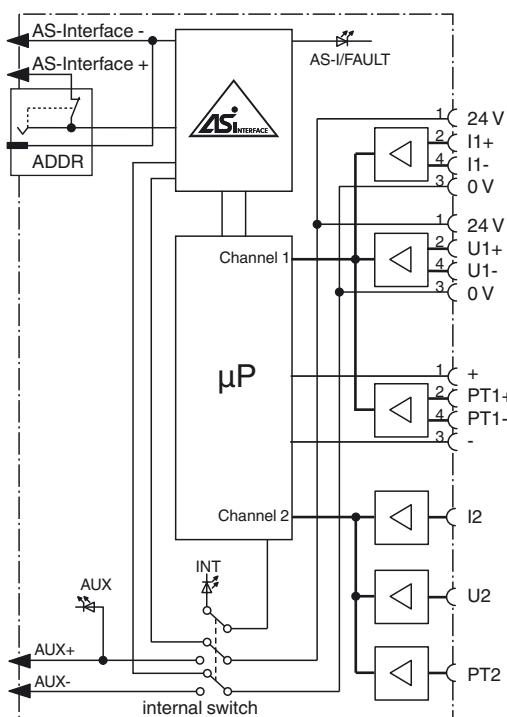 AS-Interface -
AS-Interface +
ADDR
ASI INTERFACE
AS-I/FAULT
1 24 V
2 I1+
4 I1-
3 0 V
1 24 V
2 U1+
4 U1-
3 0 V
Channel 1
µP
1 +
2 PT1+
4 PT1-
3 -
Channel 2
I2
INT
AUX
U2
AUX+
PT2
AUX-
internal switch